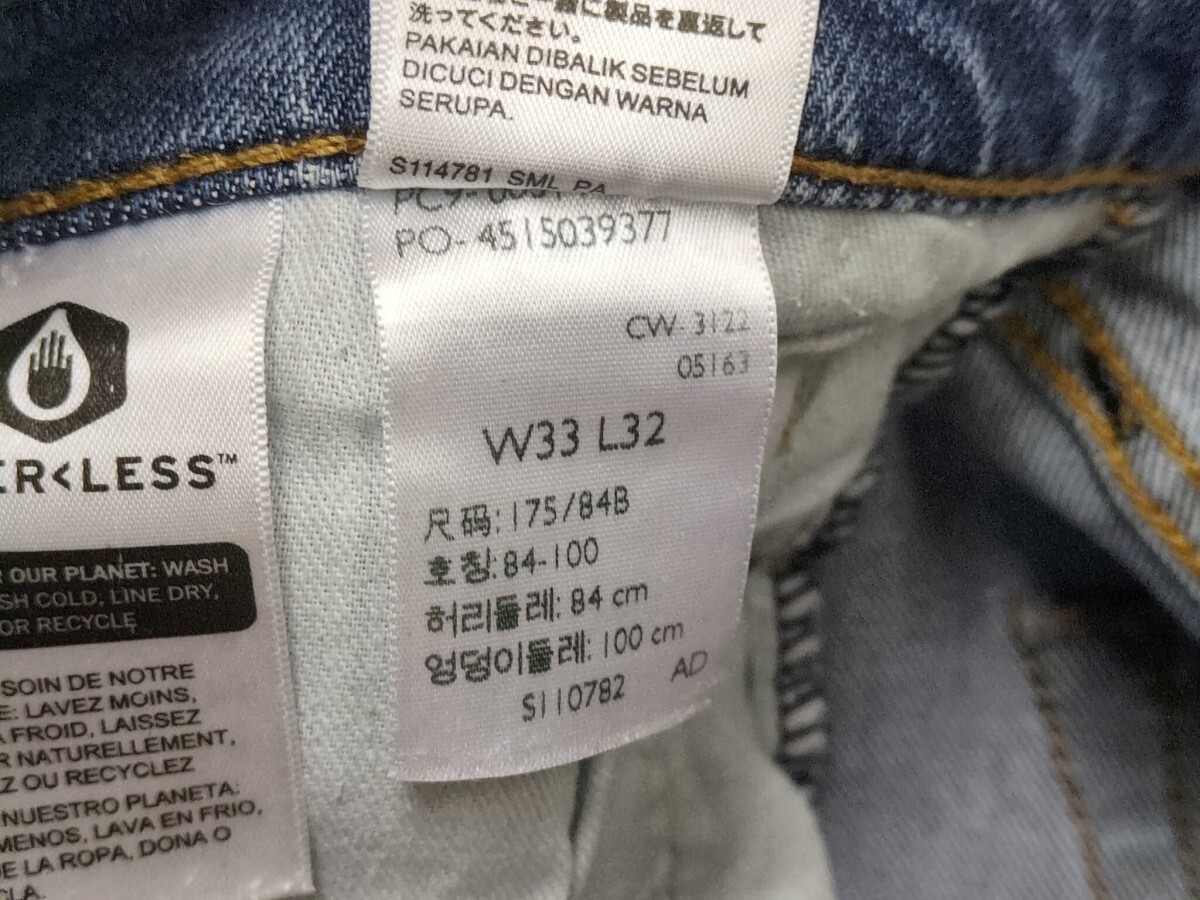 洗ってください。
PAKAIAN DIBALIK SEBELUM
DICUCI DENGAN WARNA
SERUPA.
S114781 SML PA
PO- 4515039377
CW- 3122
05163
W33 L32
尺码: 175/84B
호칭: 84-100
허리둘레: 84 cm
엉덩이둘레: 100 cm
S110782 AD
ER<LESS™
OUR PLANET: WASH
SH COLD, LINE DRY,
OR RECYCLE
SOIN DE NOTRE
E: LAVEZ MOINS,
FROID, LAISSEZ
R NATURELLEMENT,
Z OU RECYCLEZ
NUESTRO PLANETA:
MENOS, LAVA EN FRIO,
E LA ROPA, DONA O
CLA.